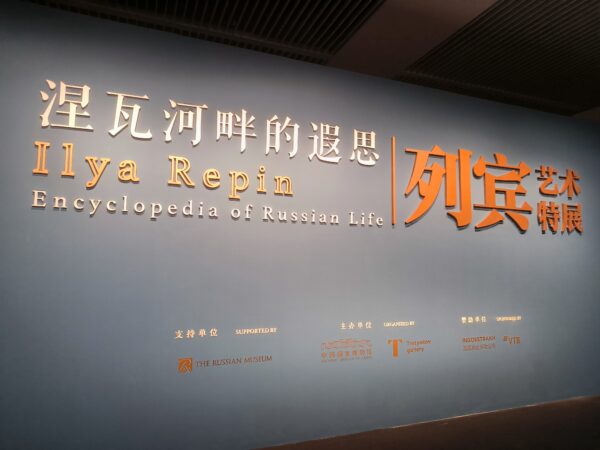 涅瓦河畔的遐思
Ilya Repin
Encyclopedia of Russian Life
列宾
艺术
特展
支持单位 SUPPORTED BY
THE RUSSIAN MUSEUM
主办单位 ORGANIZED BY
中国国家博物馆
Tretyakov
gallery
赞助单位 SPONSORED BY
INGOSSTRAKH
VTB